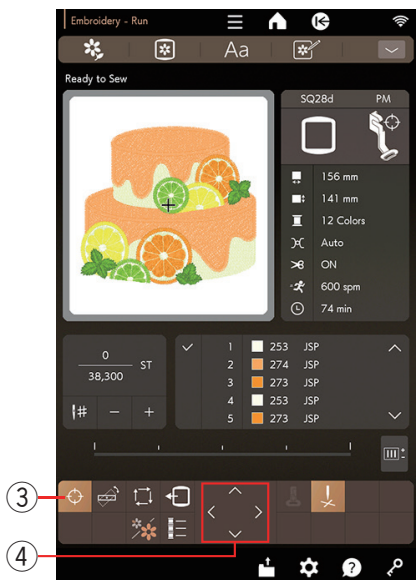 Embroidery - Run
Aa
Ready to Sew
SQ28d PM
156 mm
141 mm
12 Colors
Auto
ON
600 spm
74 min
0
38,300 ST
# - +
1 253 JSP
2 274 JSP
3 273 JSP
4 253 JSP
5 273 JSP
3
4
?